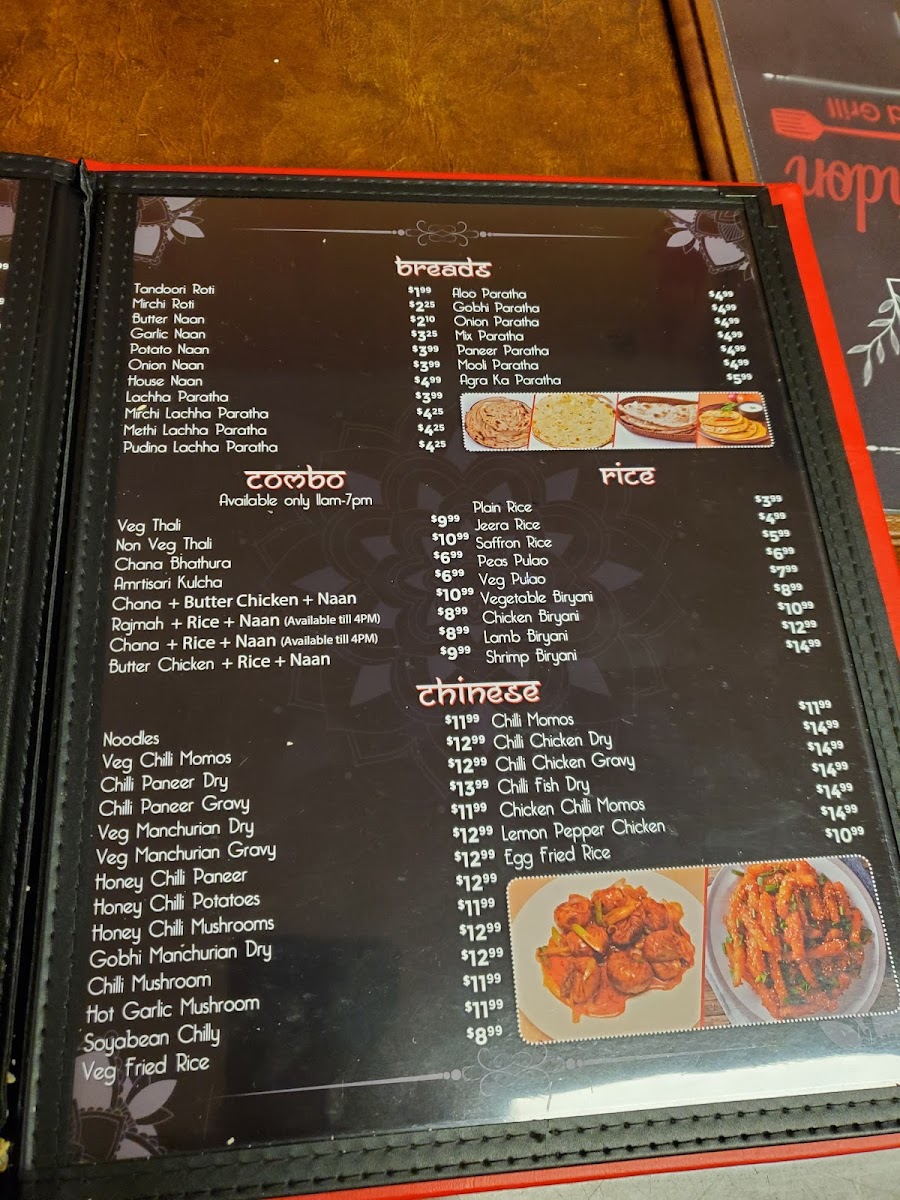 Breads
Tandoori Roti $1.99
Mirchi Roti $2.25
Butter Naan $2.10
Garlic Naan $3.25
Potato Naan $3.99
Onion Naan $3.99
House Naan $4.99
Lachha Paratha $3.99
Mirchi Lachha Paratha $4.25
Methi Lachha Paratha $4.25
Pudina Lachha Paratha $4.25
Aloo Paratha $4.99
Gobhi Paratha $4.99
Onion Paratha $4.99
Mix Paratha $4.99
Paneer Paratha $4.99
Mooli Paratha $4.99
Agra Ka Paratha $5.99
Combo
Available only 11am-7pm
Veg Thali $9.99
Non Veg Thali $10.99
Chana Bhathura $6.99
Amrtisari Kulcha $6.99
Chana + Butter Chicken + Naan $10.99
Rajmah + Rice + Naan (Available till 4PM) $8.99
Chana + Rice + Naan (Available till 4PM) $8.99
Butter Chicken + Rice + Naan $9.99
Rice
Plain Rice $3.99
Jeera Rice $4.99
Saffron Rice $5.99
Peas Pulao $6.99
Veg Pulao $7.99
Vegetable Biryani $8.99
Chicken Biryani $10.99
Lamb Biryani $12.99
Shrimp Biryani $14.99
Chinese
Noodles $11.99
Veg Chilli Momos $12.99
Chilli Paneer Dry $12.99
Chilli Paneer Gravy $13.99
Veg Manchurian Dry $11.99
Veg Manchurian Gravy $12.99
Honey Chilli Paneer $12.99
Honey Chilli Potatoes $12.99
Honey Chilli Mushrooms $11.99
Gobhi Manchurian Dry $12.99
Chilli Mushroom $12.99
Hot Garlic Mushroom $11.99
Soyabean Chilly $11.99
Veg Fried Rice $8.99
Chilli Momos $11.99
Chilli Chicken Dry $14.99
Chilli Chicken Gravy $14.99
Chilli Fish Dry $14.99
Chicken Chilli Momos $14.99
Lemon Pepper Chicken $14.99
Egg Fried Rice $10.99
d Grill